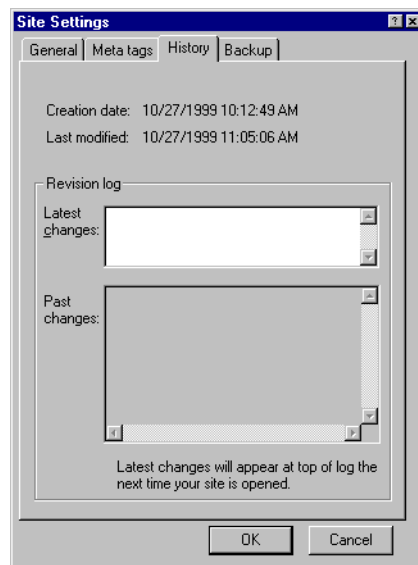 Site Settings
General Meta tags History Backup
Creation date: 10/27/1999 10:12:49 AM
Last modified: 10/27/1999 11:05:06 AM
Revision log
Latest
changes:
Past
changes:
Latest changes will appear at top of log the
next time your site is opened.
OK Cancel